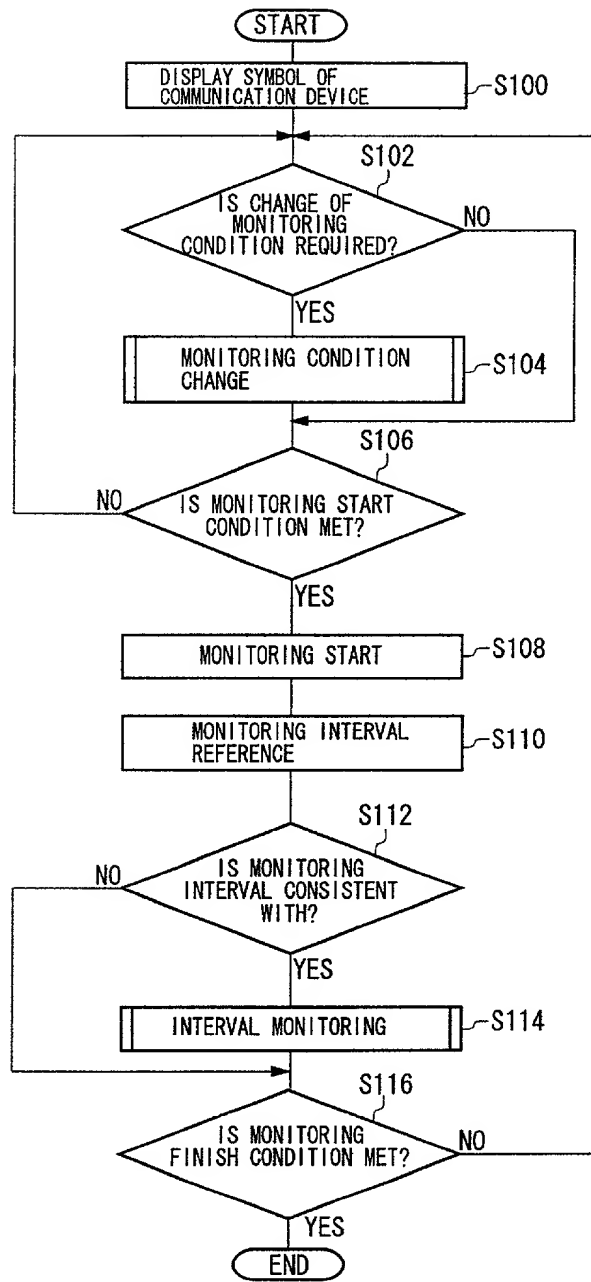 START
DISPLAY SYMBOL OF
COMMUNICATION DEVICE
S100
S102
IS CHANGE OF
MONITORING
CONDITION REQUIRED?
NO
YES
MONITORING CONDITION
CHANGE
S104
S106
NO
IS MONITORING START
CONDITION MET?
YES
MONITORING START
S108
MONITORING INTERVAL
REFERENCE
S110
S112
NO
IS MONITORING
INTERVAL CONSISTENT
WITH?
YES
INTERVAL MONITORING
S114
S116
IS MONITORING
FINISH CONDITION MET?
NO
YES
END